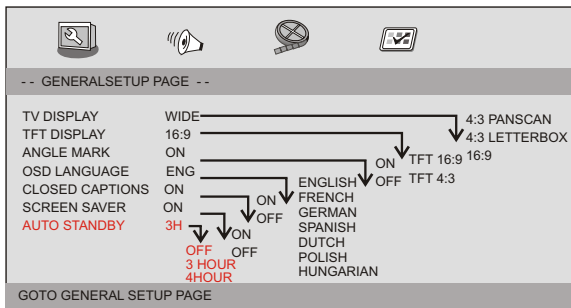 - - GENERALSETUP PAGE - -
TV DISPLAY WIDE 4:3 PANSCAN
TFT DISPLAY 16:9 4:3 LETTERBOX
ANGLE MARK ON ON TFT 16:9 16:9
OSD LANGUAGE ENG ENGLISH OFF TFT 4:3
CLOSED CAPTIONS ON ON FRENCH
SCREEN SAVER ON OFF GERMAN
AUTO STANDBY 3H ON SPANISH
OFF OFF DUTCH
3 HOUR POLISH
4HOUR HUNGARIAN
GOTO GENERAL SETUP PAGE